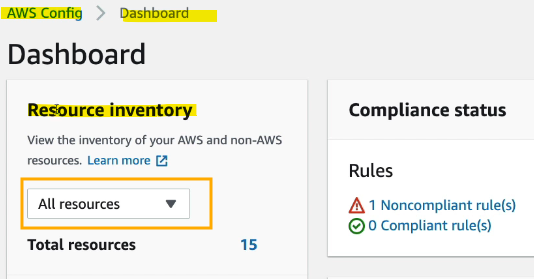 AWS Config > Dashboard
Dashboard
Resource inventory
View the inventory of your AWS and non-AWS
resources. Learn more
All resources
Total resources 15
Compliance status
Rules
1 Noncompliant rule(s)
0 Compliant rule(s)